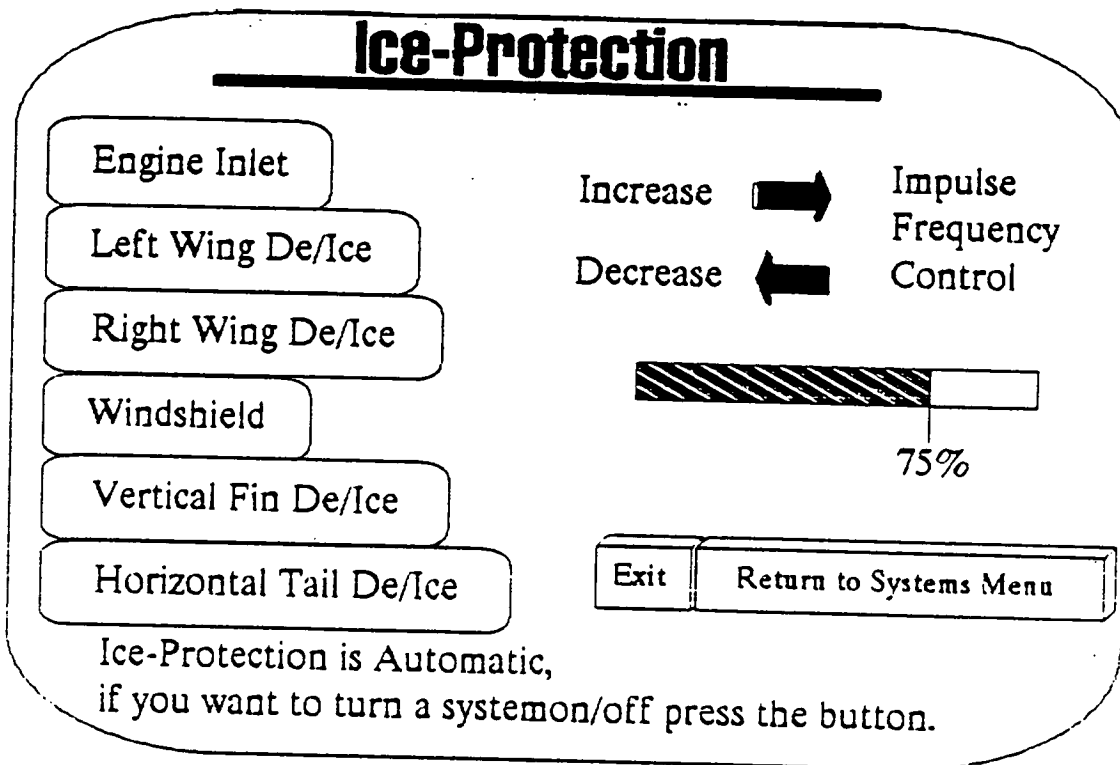 Ice-Protection
Engine Inlet
Left Wing De/Ice
Right Wing De/Ice
Windshield
Vertical Fin De/Ice
Horizontal Tail De/Ice
Increase
Decrease
Impulse
Frequency
Control
75%
Exit
Return to Systems Menu
Ice-Protection is Automatic,
if you want to turn a systemon/off press the button.